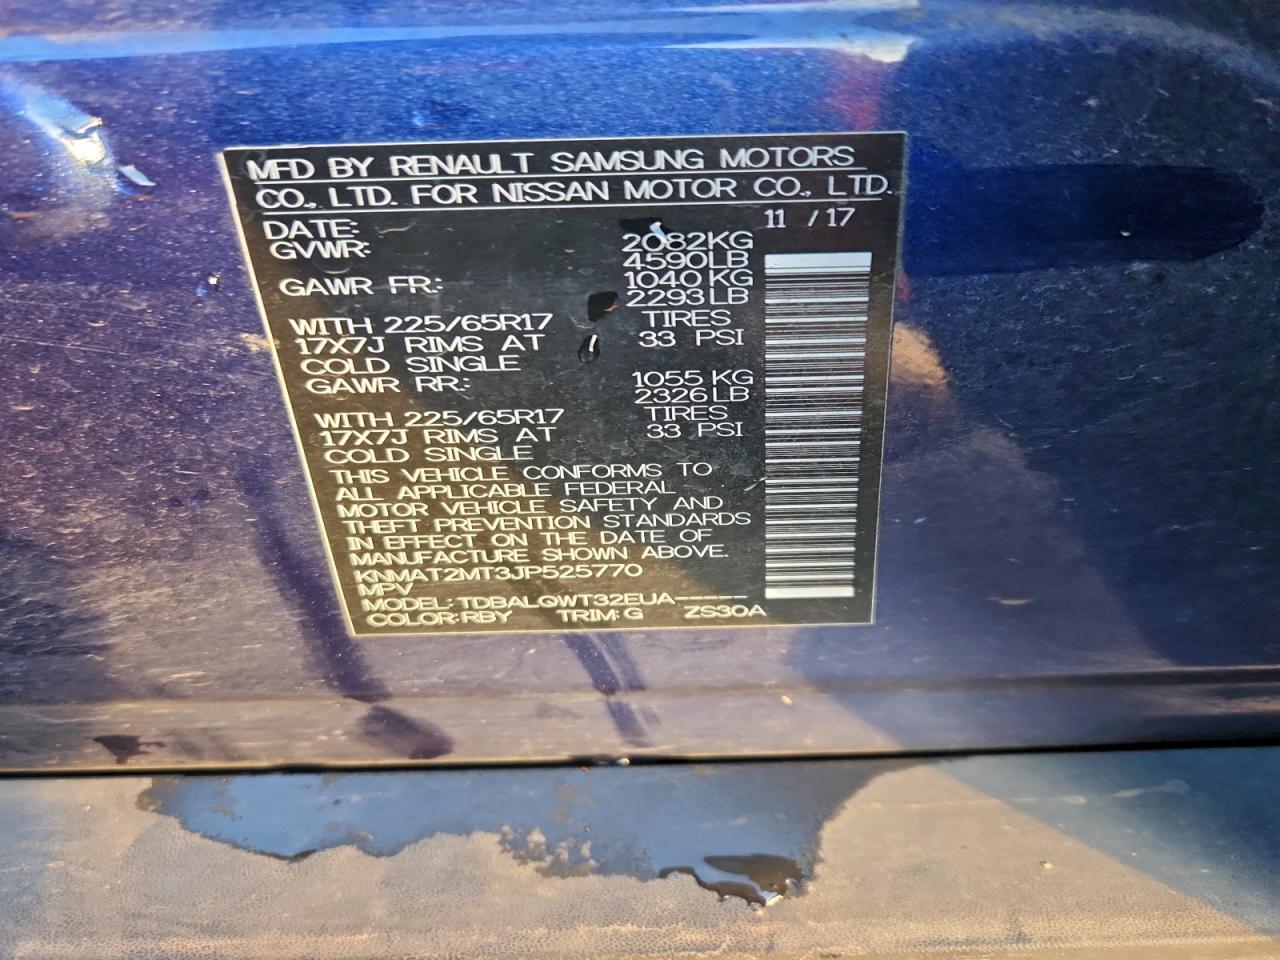 MFD BY RENAULT SAMSUNG MOTORS
CO., LTD. FOR NISSAN MOTOR CO., LTD.
DATE: 11 / 17
GVWR: 2082KG
4590LB
GAWR FR.: 1040 KG
2293LB
WITH 225/65R17 TIRES
17X7J RIMS AT 33 PSI
COLD SINGLE
GAWR RR.: 1055 KG
2326LB
WITH 225/65R17 TIRES
17X7J RIMS AT 33 PSI
COLD SINGLE
THIS VEHICLE CONFORMS TO
ALL APPLICABLE FEDERAL
MOTOR VEHICLE SAFETY AND
THEFT PREVENTION STANDARDS
IN EFFECT ON THE DATE OF
MANUFACTURE SHOWN ABOVE.
KNMAT2MT3JP525770
MPV
MODEL: TDBALQWT32EUA-----
COLOR:RBY TRIM: G ZS30A